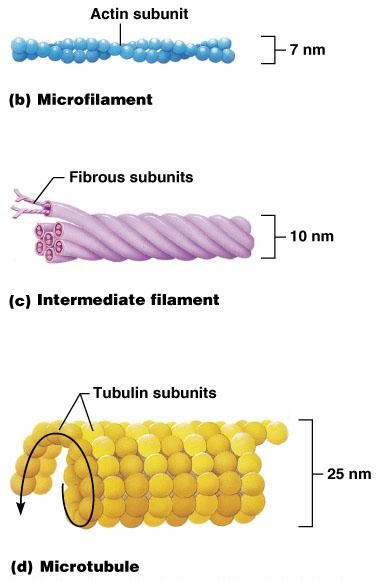 Actin subunit
7 nm
(b) Microfilament
Fibrous subunits
10 nm
(c) Intermediate filament
Tubulin subunits
25 nm
(d) Microtubule